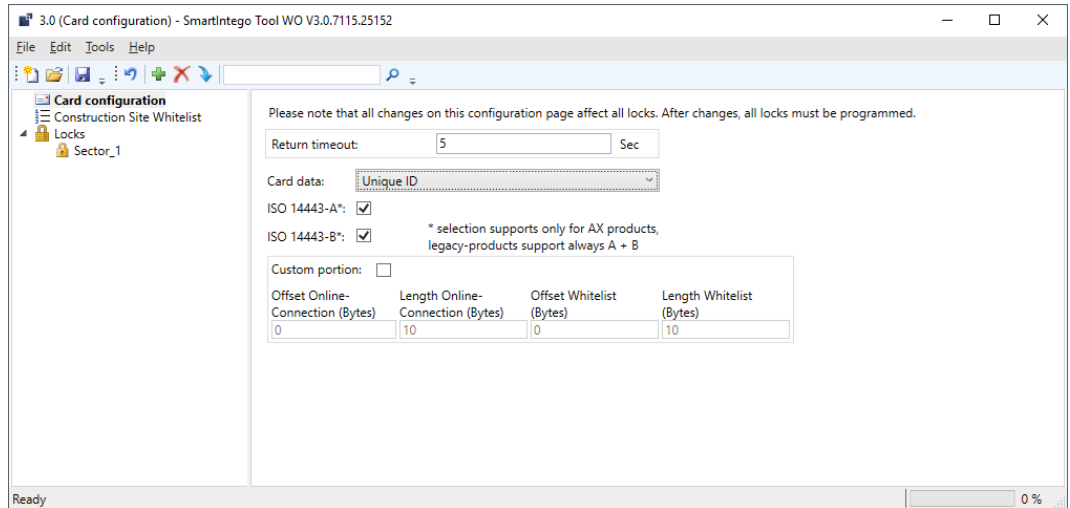 3.0 (Card configuration) - SmartIntego Tool WO V3.0.7115.25152
File Edit Tools Help
Card configuration
Construction Site Whitelist
Locks
Sector_1
Please note that all changes on this configuration page affect all locks. After changes, all locks must be programmed.
Return timeout: 5 Sec
Card data: Unique ID
ISO 14443-A*:
ISO 14443-B*:
* selection supports only for AX products,
legacy-products support always A + B
Custom portion:
Offset Online- Length Online- Offset Whitelist Length Whitelist
Connection (Bytes) Connection (Bytes) (Bytes) (Bytes)
0 10 0 10
Ready 0 %